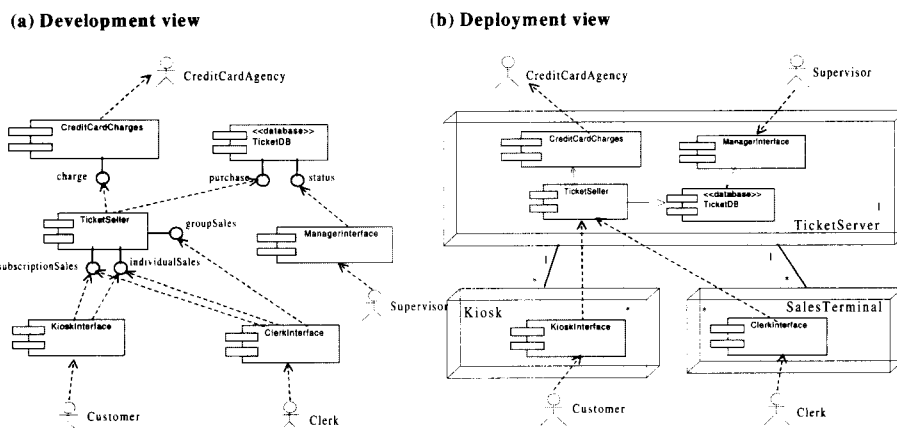 (a) Development view
CreditCardAgency
CreditCardCharges
<<database>>
TicketDB
charge
purchase
status
TicketSeller
groupSales
ManagerInterface
subscriptionSales
individualSales
Supervisor
KioskInterface
ClerkInterface
Customer
Clerk
(b) Deployment view
CreditCardAgency
Supervisor
CreditCardCharges
ManagerInterface
TicketSeller
<<database>>
TicketDB
1
TicketServer
1
1
*
*
Kiosk
*
*
SalesTerminal
KioskInterface
ClerkInterface
Customer
Clerk